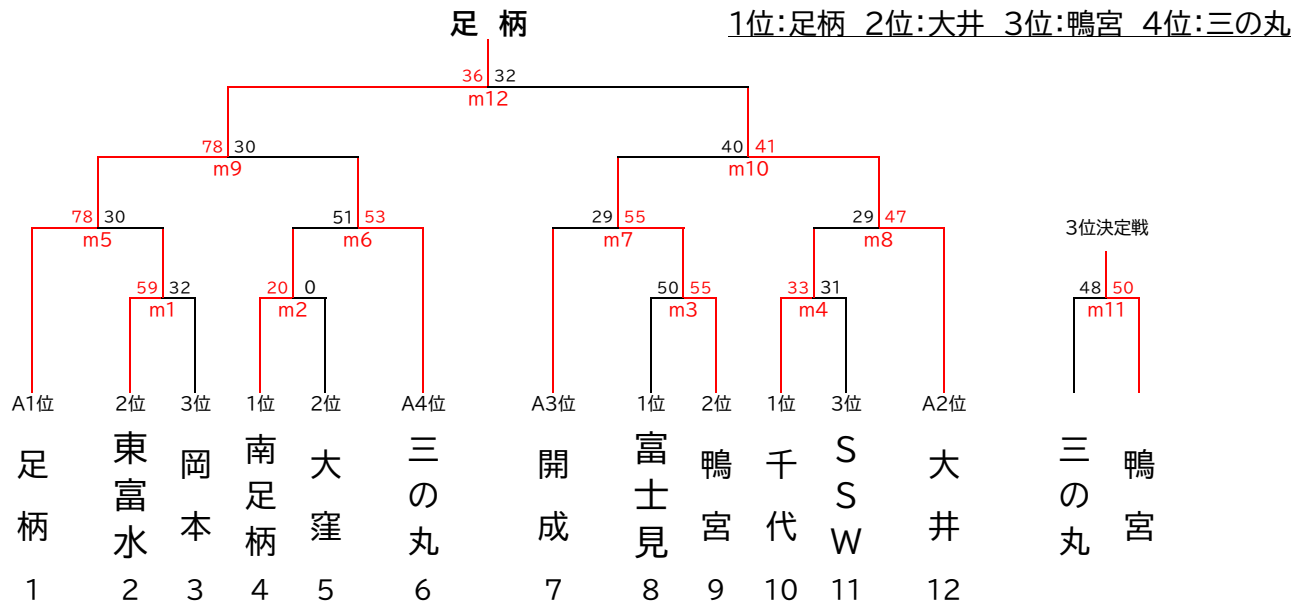 足 柄
1位:足柄 2位:大井 3位:鴨宮 4位:三の丸
36 32
m12
78 30
m9
40 41
m10
78 30
m5
51 53
m6
29 55
m7
29 47
m8
3位決定戦
59 32
m1
20 0
m2
50 55
m3
33 31
m4
48 50
m11
A1位 2位 3位 1位 2位 A4位 A3位 1位 2位 1位 3位 A2位
足柄
東富水
岡本
南足柄
大窪
三の丸
開成
富士見
鴨宮
千代
SSW
大井
三の丸
鴨宮
1 2 3 4 5 6 7 8 9 10 11 12